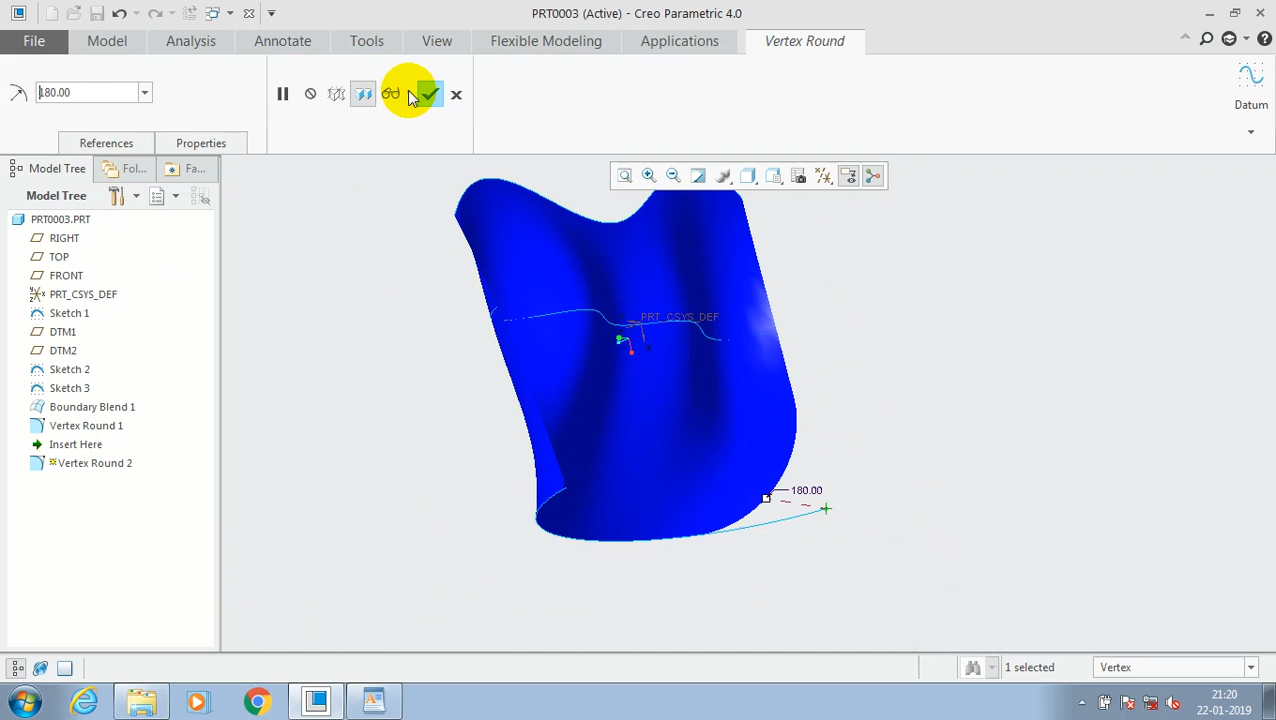 PRT0003 (Active) - Creo Parametric 4.0
File Model Analysis Annotate Tools View Flexible Modeling Applications Vertex Round
180.00
Datum
References Properties
Model Tree Fol... Fa...
Model Tree
PRT0003.PRT
RIGHT
TOP
FRONT
PRT_CSYS_DEF
Sketch 1
DTM1
DTM2
Sketch 2
Sketch 3
Boundary Blend 1
Vertex Round 1
Insert Here
Vertex Round 2
PRT_CSYS_DEF
180.00
1 selected
Vertex
21:20
22-01-2019